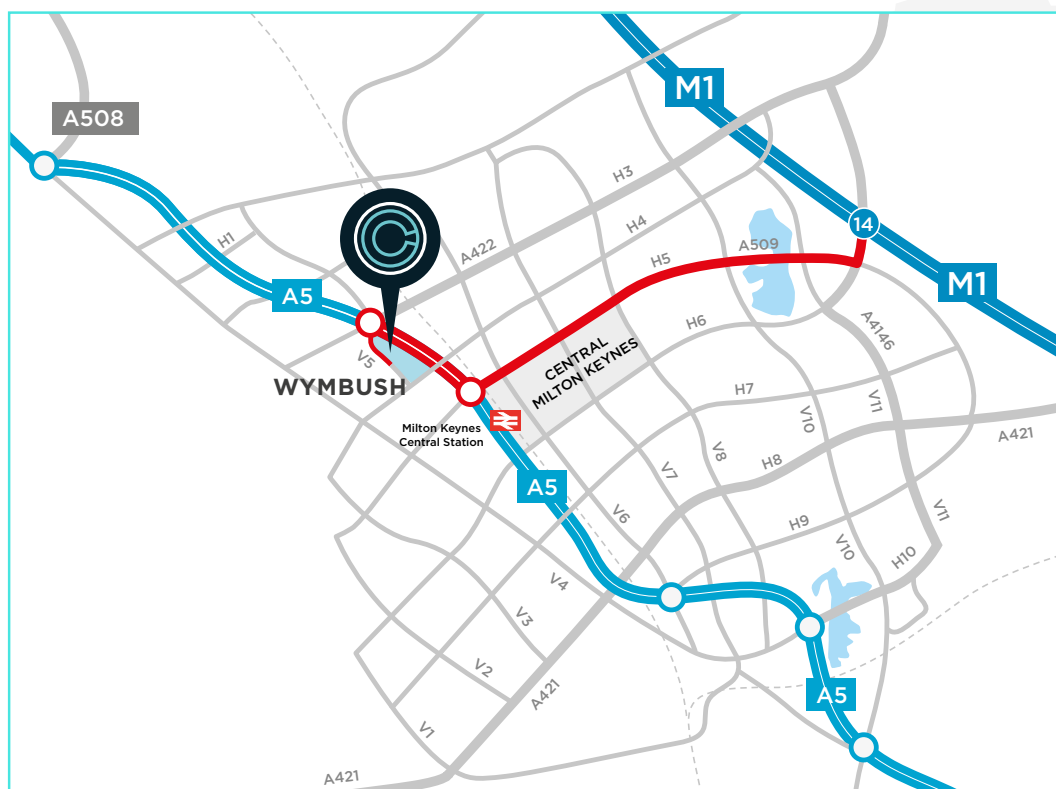 M1
A508
H3
14
H4
H1
A509
A422
H5
M1
A5
A4146
H6
V5
CENTRAL
MILTON KEYNES
WYMBUSH
H7
V11
V10
Milton Keynes
Central Station
A421
V8
H8
V7
A5
V11
V6
H9
V10
H10
V4
V3
V2
A421
A5
V1
A421